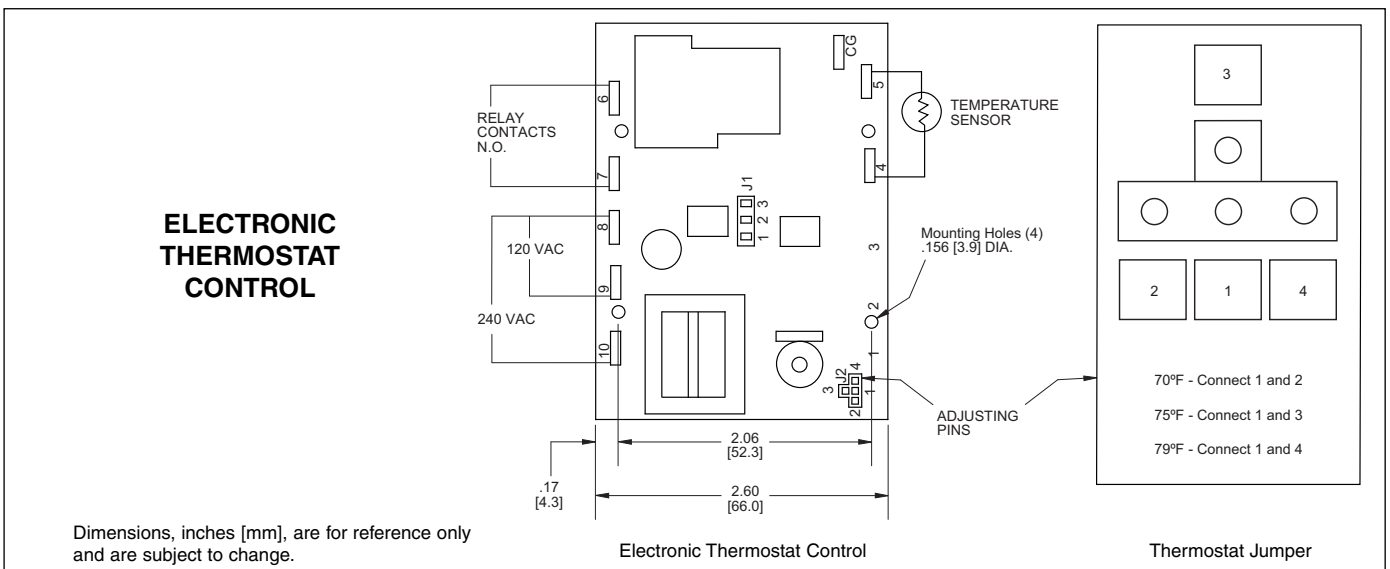 ELECTRONIC
THERMOSTAT
CONTROL
Dimensions, inches [mm], are for reference only
and are subject to change.
RELAY
CONTACTS
N.O.
120 VAC
240 VAC
6
7
8
9
10
CG
5
4
3
2
1
TEMPERATURE
SENSOR
J1
3
2
1
Mounting Holes (4)
.156 [3.9] DIA.
J2
4
3
1
2
ADJUSTING
PINS
2.06
[52.3]
.17
[4.3]
2.60
[66.0]
Electronic Thermostat Control
3
2
1
4
70ºF - Connect 1 and 2
75ºF - Connect 1 and 3
79ºF - Connect 1 and 4
Thermostat Jumper